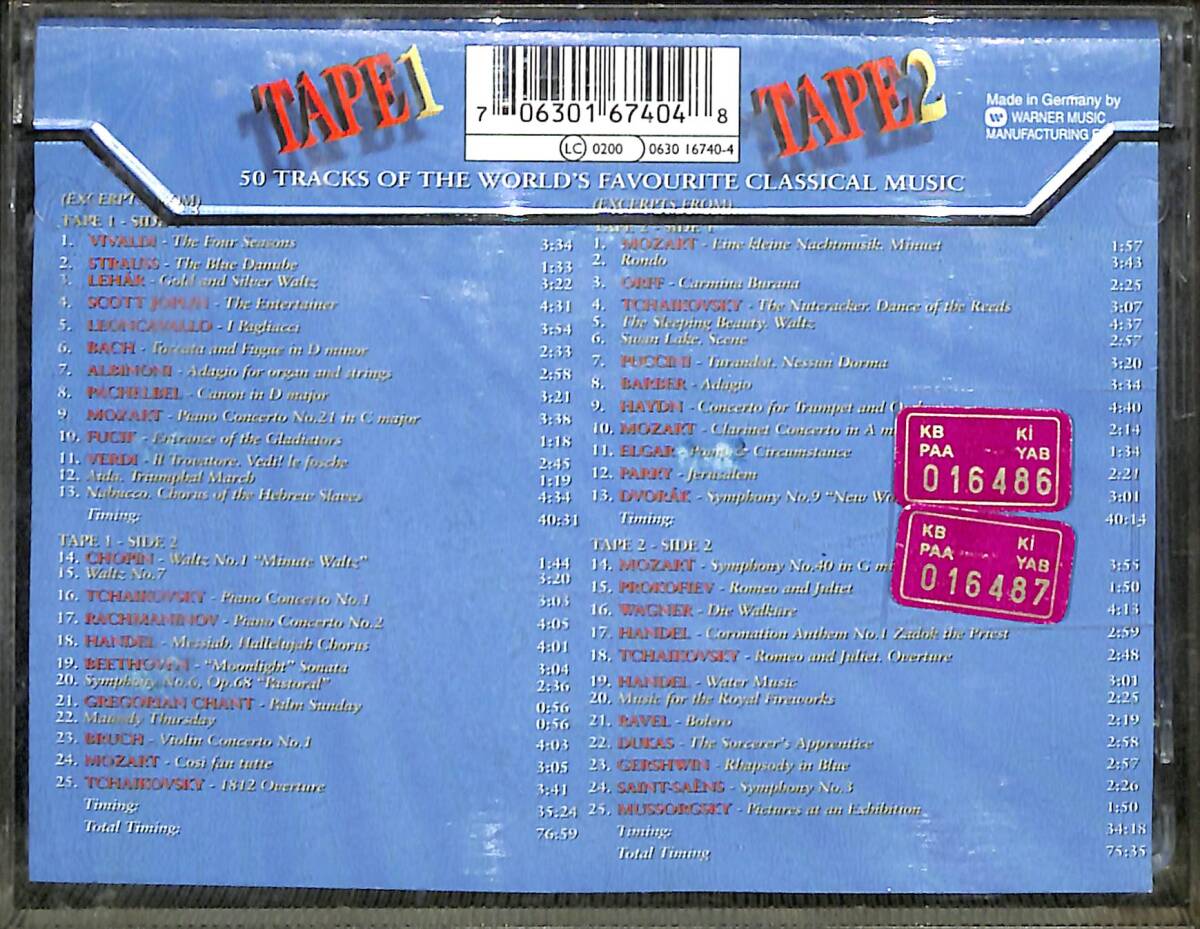 TAPE 1
7 06301 67404 8
LC 0200 0630 16740-4
TAPE 2
Made in Germany by
WARNER MUSIC
MANUFACTURING
50 TRACKS OF THE WORLD'S FAVOURITE CLASSICAL MUSIC
TAPE 1 - SIDE
1. VIVALDI - The Four Seasons 3:34
2. STRAUSS - The Blue Danube 1:33
3. LEHÁR - Gold and Silver Waltz 3:22
4. SCOTT JOPLIN - The Entertainer 4:31
5. LEONCAVALLO - I Pagliacci 3:54
6. BACH - Toccata and Fugue in D minor 2:33
7. ALBINONI - Adagio for organ and strings 2:58
8. PACHELBEL - Canon in D major 3:21
9. MOZART - Piano Concerto No.21 in C major 3:38
10. FUCIK - Entrance of the Gladiators 1:18
11. VERDI - Il Trovatore. Vedi! le fosche 2:45
12. Aida. Triumphal March 1:19
13. Nabucco. Chorus of the Hebrew Slaves 4:34
Timing: 40:31
TAPE 1 - SIDE 2
14. CHOPIN - Waltz No.1 "Minute Waltz" 1:44
15. Waltz No.7 3:20
16. TCHAIKOVSKY - Piano Concerto No.1 3:03
17. RACHMANINOV - Piano Concerto No.2 4:05
18. HANDEL - Messiah. Hallelujah Chorus 4:01
19. BEETHOVEN - "Moonlight" Sonata 3:04
20. Symphony No.6, Op.68 "Pastoral" 2:36
21. GREGORIAN CHANT - Palm Sunday 0:56
22. Maundy Thursday 0:56
23. BRUCH - Violin Concerto No.1 4:03
24. MOZART - Cosi fan tutte 3:05
25. TCHAIKOVSKY - 1812 Overture 3:41
Timing: 35:24
Total Timing: 76:59
(EXCERPTS FROM)
TAPE 2 - SIDE 1
1. MOZART - Eine kleine Nachtmusik. Minuet 1:57
2. Rondo 3:43
3. ORFF - Carmina Burana 2:25
4. TCHAIKOVSKY - The Nutcracker. Dance of the Reeds 3:07
5. The Sleeping Beauty. Waltz 4:37
6. Swan Lake. Scene 2:57
7. PUCCINI - Turandot. Nessun Dorma 3:20
8. BARBER - Adagio 3:34
9. HAYDN - Concerto for Trumpet and 4:40
10. MOZART - Clarinet Concerto in A 2:14
11. ELGAR - Circumstance 1:34
12. PARRY - Jerusalem 2:21
13. DVORÁK - Symphony No.9 "New 3:01
Timing: 40:14
TAPE 2 - SIDE 2
14. MOZART - Symphony No.40 in G 3:55
15. PROKOFIEV - Romeo and Juliet 1:50
16. WAGNER - Die Walküre 4:13
17. HANDEL - Coronation Anthem No.1 Zadok the Priest 2:59
18. TCHAIKOVSKY - Romeo and Juliet. Overture 2:48
19. HANDEL - Water Music 3:01
20. Music for the Royal Fireworks 2:25
21. RAVEL - Bolero 2:19
22. DUKAS - The Sorcerer's Apprentice 2:58
23. GERSHWIN - Rhapsody in Blue 2:57
24. SAINT-SAËNS - Symphony No.3 2:26
25. MUSSORGSKY - Pictures at an Exhibition 1:50
Timing: 34:18
Total Timing 75:35
KB Kİ
PAA YAB
016486
KB Kİ
PAA YAB
016487